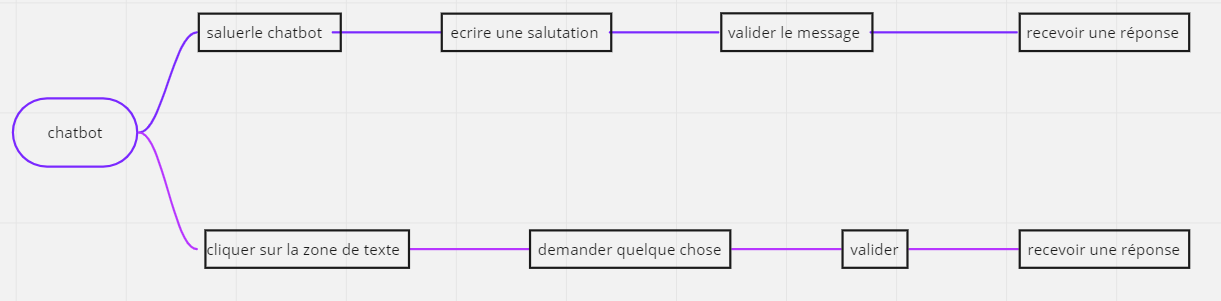 saluerle chatbot
ecrire une salutation
valider le message
recevoir une réponse
chatbot
cliquer sur la zone de texte
demander quelque chose
valider
recevoir une réponse